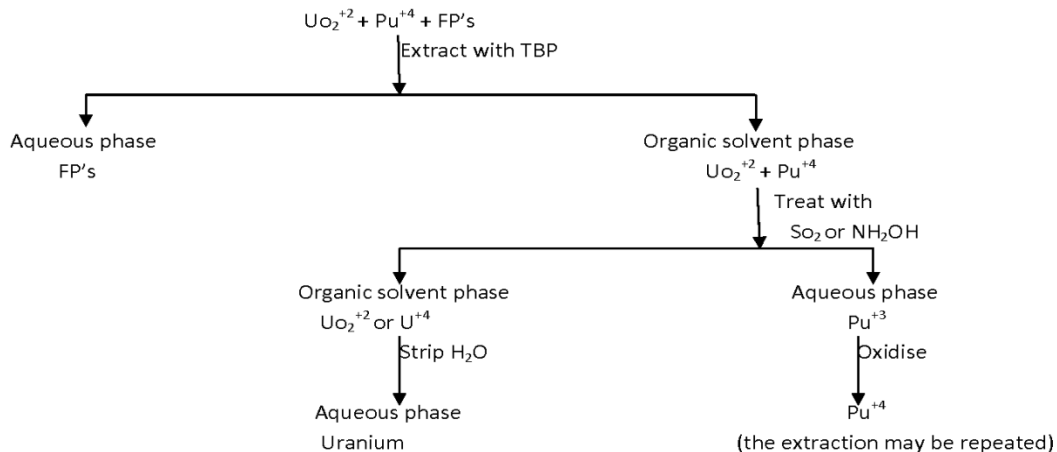 Uo₂⁺² + Pu⁺⁴ + FP's
Extract with TBP
Aqueous phase
FP's
Organic solvent phase
Uo₂⁺² + Pu⁺⁴
Treat with
So₂ or NH₂OH
Organic solvent phase
Uo₂⁺² or U⁺⁴
Strip H₂O
Aqueous phase
Uranium
Aqueous phase
Pu⁺³
Oxidise
Pu⁺⁴
(the extraction may be repeated)